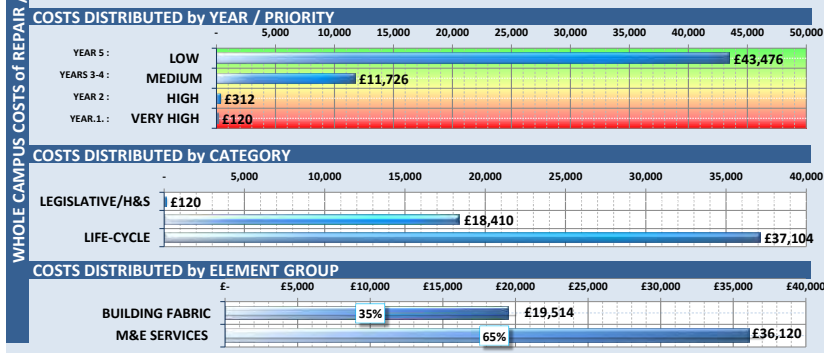 WHOLE CAMPUS COSTS of REPAIR
COSTS DISTRIBUTED by YEAR / PRIORITY
- 5,000 10,000 15,000 20,000 25,000 30,000 35,000 40,000 45,000 50,000
YEAR 5 : LOW £43,476
YEARS 3-4 : MEDIUM £11,726
YEAR 2 : HIGH £312
YEAR.1. : VERY HIGH £120
COSTS DISTRIBUTED by CATEGORY
- 5,000 10,000 15,000 20,000 25,000 30,000 35,000 40,000
LEGISLATIVE/H&S £120
£18,410
LIFE-CYCLE £37,104
COSTS DISTRIBUTED by ELEMENT GROUP
£- £5,000 £10,000 £15,000 £20,000 £25,000 £30,000 £35,000 £40,000
BUILDING FABRIC 35% £19,514
M&E SERVICES 65% £36,120